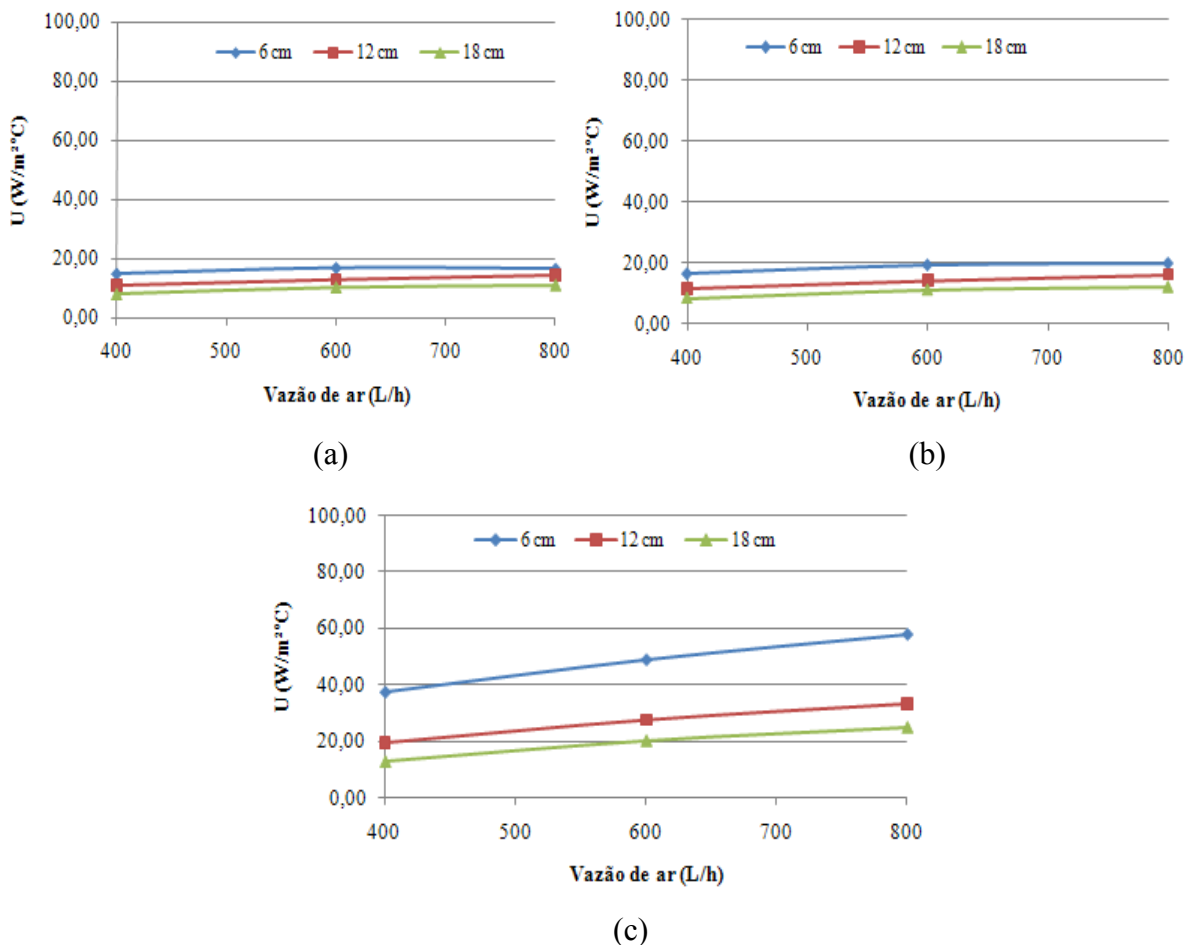 100,00
80,00
60,00
40,00
20,00
0,00
U (W/m²°C)
6 cm 12 cm 18 cm
400 500 600 700 800
Vazão de ar (L/h)
(a)
100,00
80,00
60,00
40,00
20,00
0,00
U (W/m²°C)
6 cm 12 cm 18 cm
400 500 600 700 800
Vazão de ar (L/h)
(b)
100,00
80,00
60,00
40,00
20,00
0,00
U (W/m²°C)
6 cm 12 cm 18 cm
400 500 600 700 800
Vazão de ar (L/h)
(c)